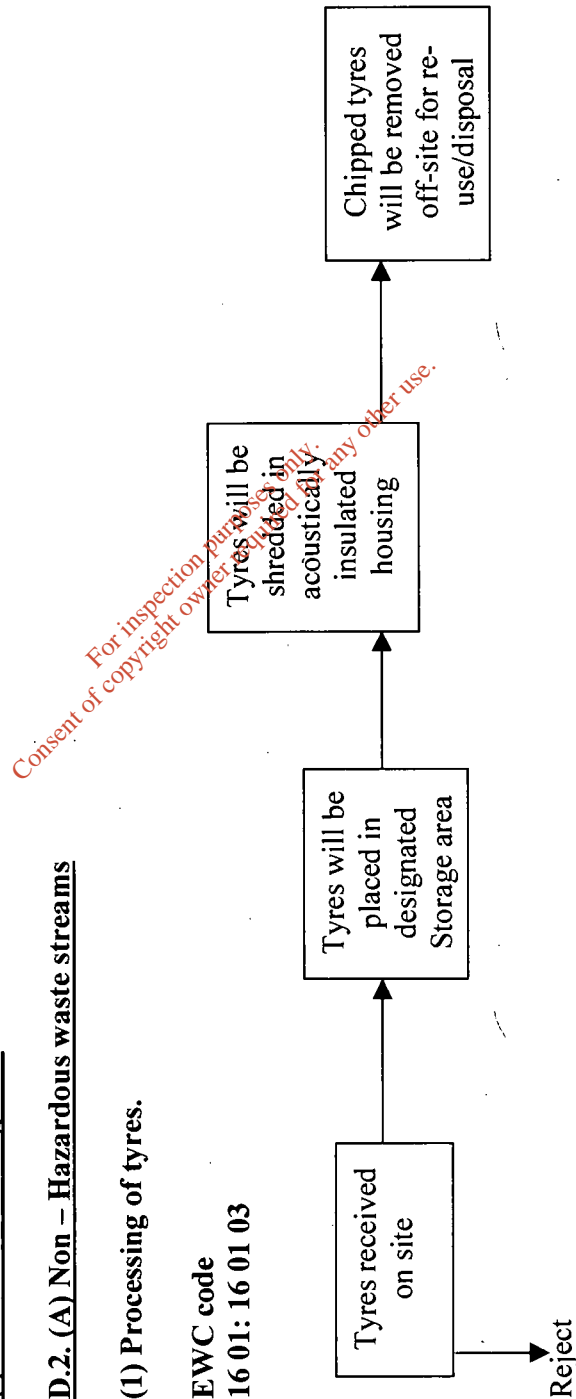 D.2. (A) Non – Hazardous waste streams
(1) Processing of tyres.
EWC code
16 01: 16 01 03
Tyres received
on site
Reject
Tyres will be
placed in
designated
Storage area
Tyres will be
shredded in
acoustically
insulated
housing
Chipped tyres
will be removed
off-site for re-
use/disposal
For inspection purposes only.
Consent of copyright owner required for any other use.